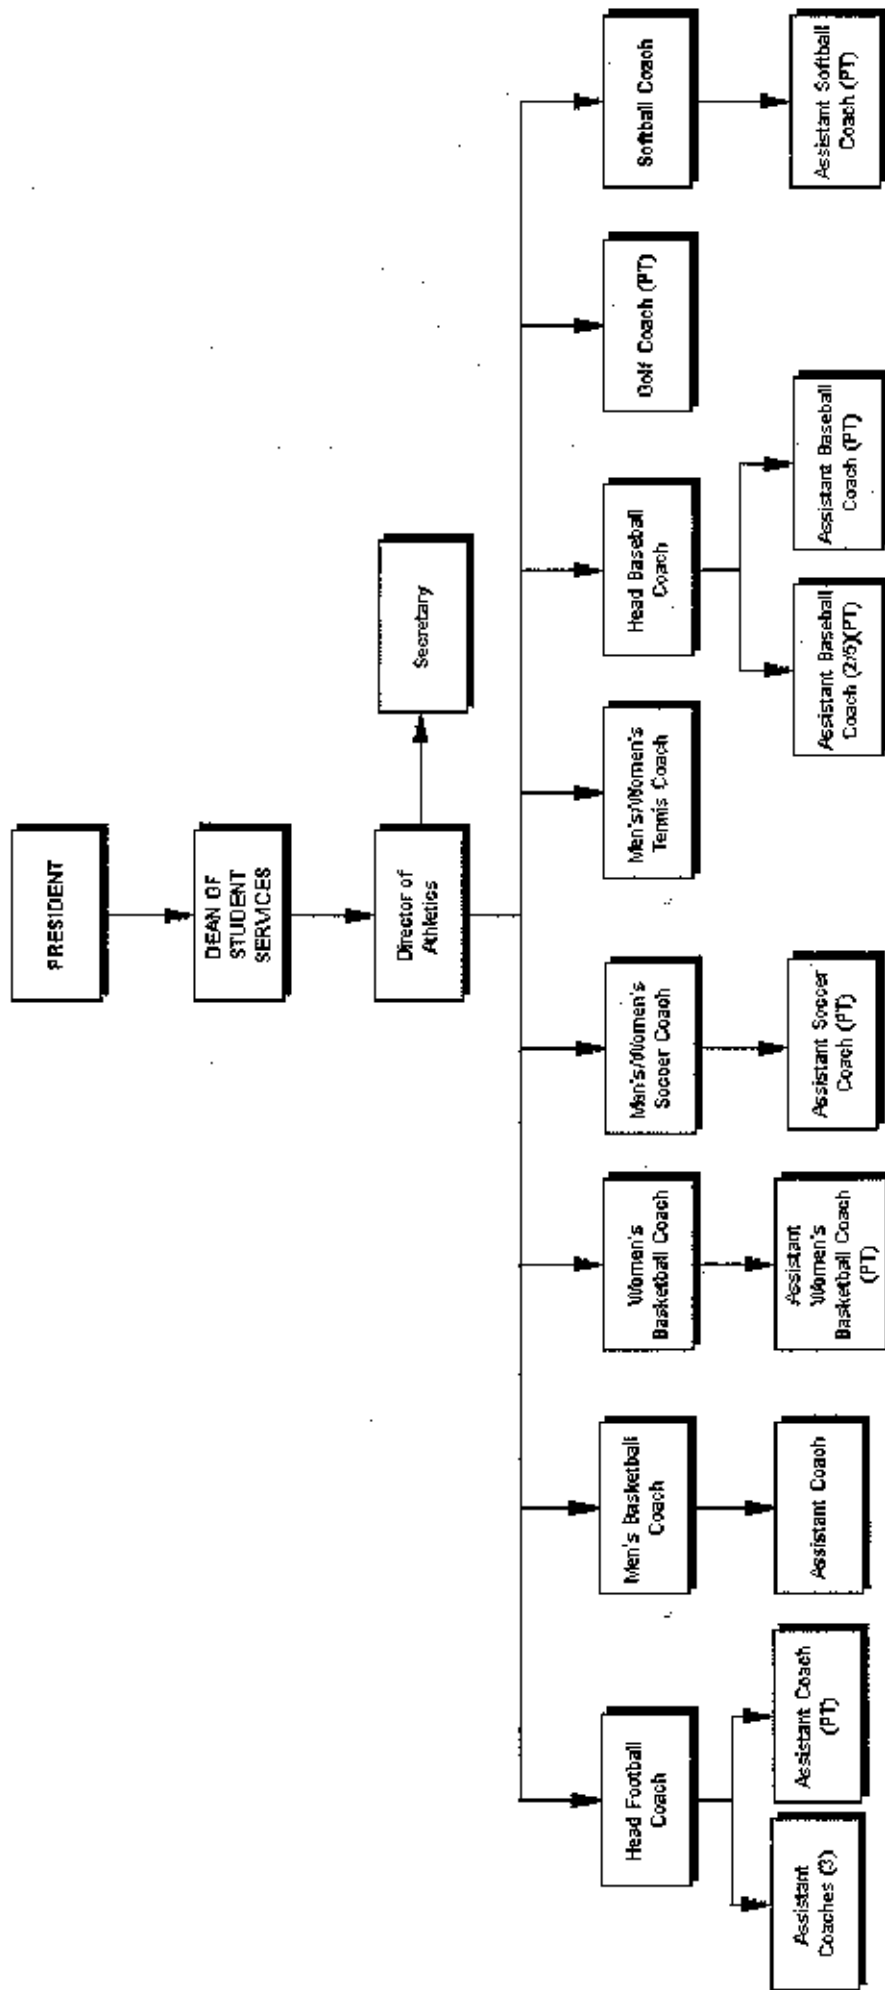 PRESIDENT
DEAN OF
STUDENT
SERVICES
Director of
Athletics
Secretary
Head Football
Coach
Men's Basketball
Coach
Women's
Basketball Coach
Men's/Women's
Soccer Coach
Men's/Women's
Tennis Coach
Head Baseball
Coach
Golf Coach (PT)
Softball Coach
Assistant
Coaches (3)
Assistant Coach
(PT)
Assistant Coach
Assistant
Women's
Basketball Coach
(PT)
Assistant Soccer
Coach (PT)
Assistant Baseball
Coach (2/5)(PT)
Assistant Baseball
Coach (PT)
Assistant Softball
Coach (PT)